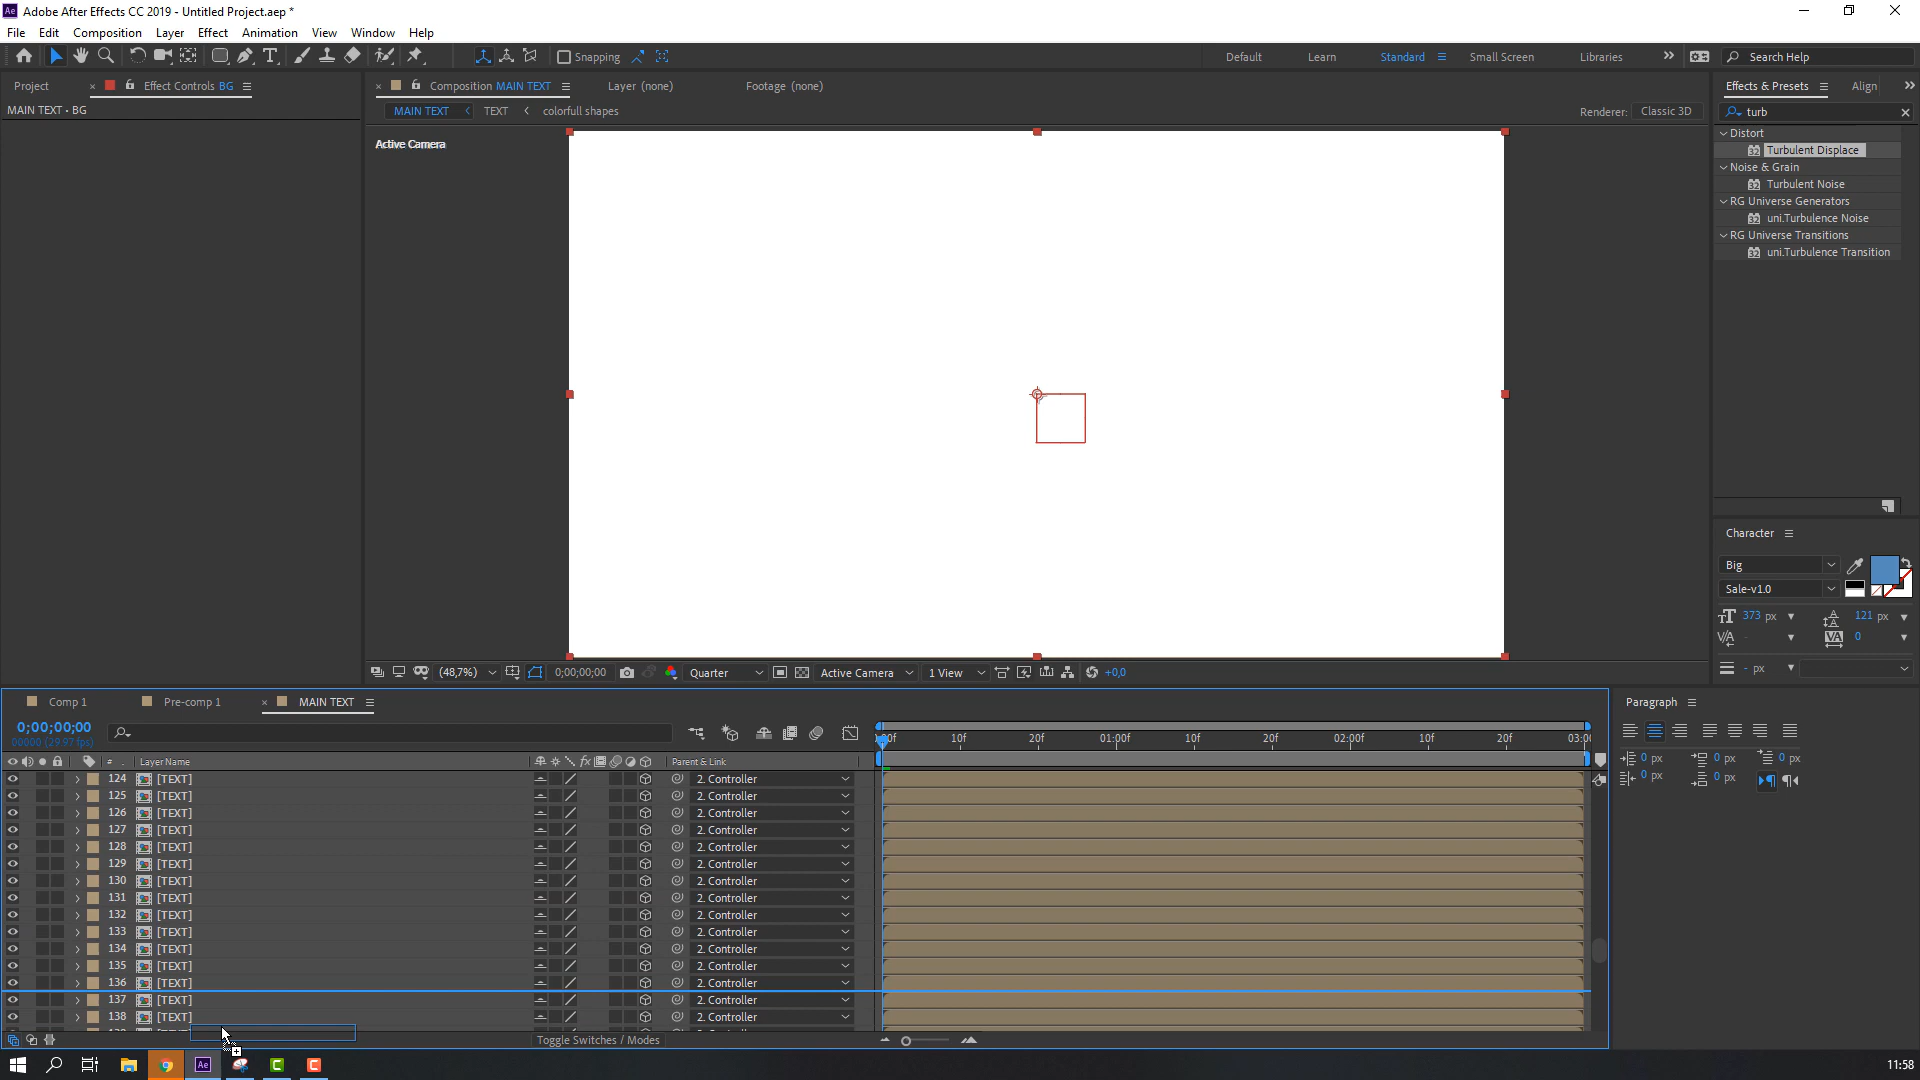 Adobe After Effects CC 2019 - Untitled Project.aep *
File Edit Composition Layer Effect Animation View Window Help
Snapping
Default Learn Standard Small Screen Libraries Search Help
Project Effect Controls BG
MAIN TEXT • BG
Composition MAIN TEXT Layer (none) Footage (none)
MAIN TEXT TEXT colorfull shapes
Renderer: Classic 3D
Active Camera
Effects & Presets Align
turb
Distort
Turbulent Displace
Noise & Grain
Turbulent Noise
RG Universe Generators
uni.Turbulence Noise
RG Universe Transitions
uni.Turbulence Transition
Character
Big
Sale-v1.0
373 px 121 px
0
- px
(48,7%) 0;00;00;00 Quarter Active Camera 1 View +0,0
Comp 1 Pre-comp 1 MAIN TEXT
0;00;00;00
00000 (29.97 fps)
10f 20f 01:00f 10f 20f 02:00f 10f 20f
# Layer Name Parent & Link
124 [TEXT] 2. Controller
125 [TEXT] 2. Controller
126 [TEXT] 2. Controller
127 [TEXT] 2. Controller
128 [TEXT] 2. Controller
129 [TEXT] 2. Controller
130 [TEXT] 2. Controller
131 [TEXT] 2. Controller
132 [TEXT] 2. Controller
133 [TEXT] 2. Controller
134 [TEXT] 2. Controller
135 [TEXT] 2. Controller
136 [TEXT] 2. Controller
137 [TEXT] 2. Controller
138 [TEXT] 2. Controller
Toggle Switches / Modes
Paragraph
0 px 0 px 0 px
0 px 0 px
11:58